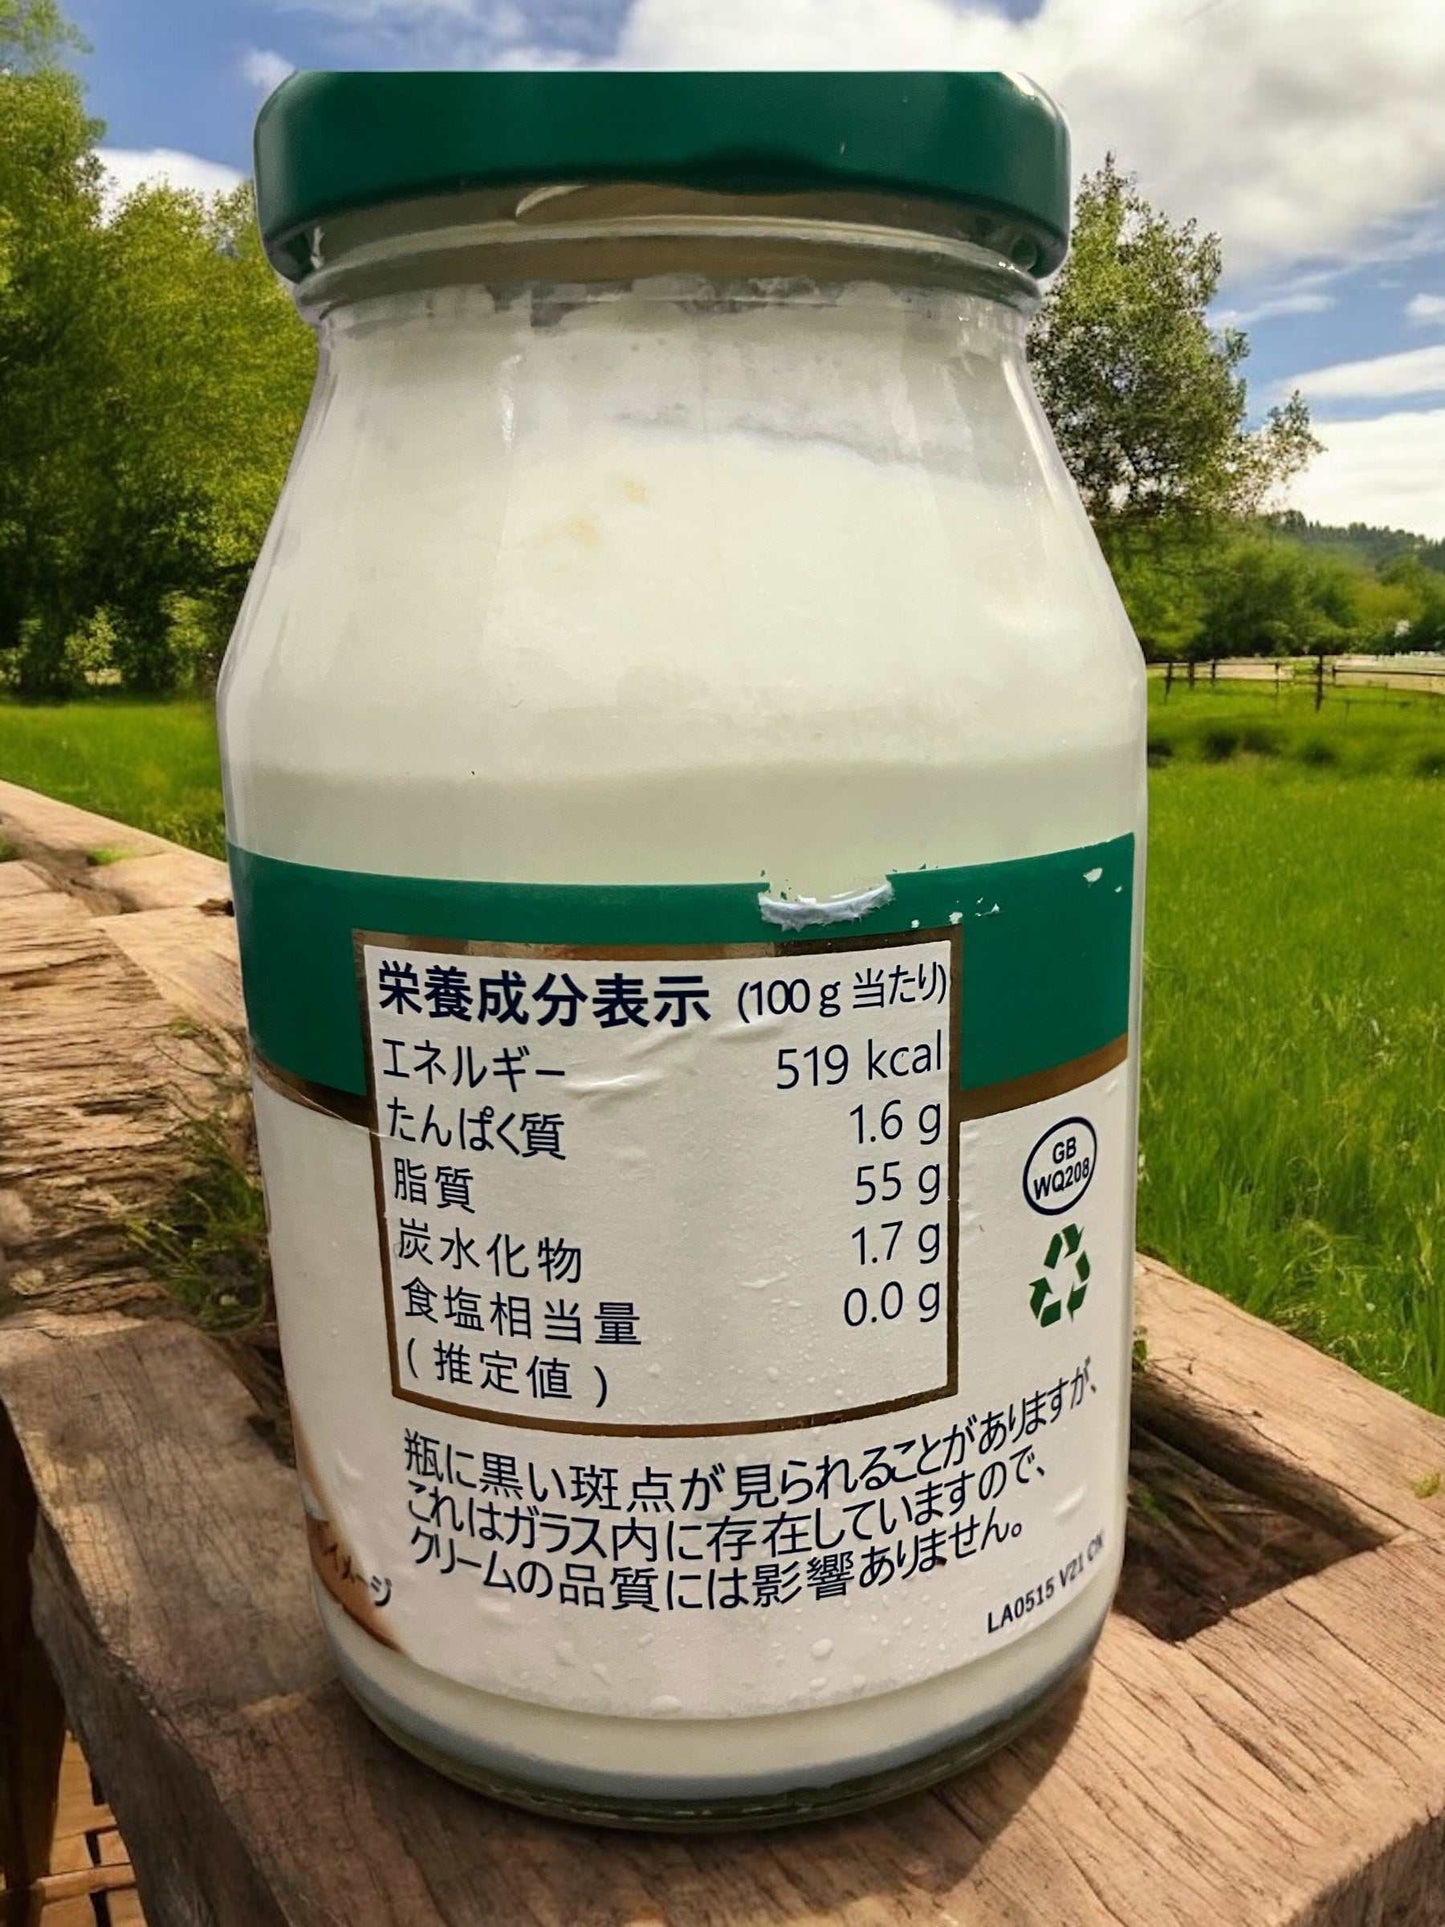 栄養成分表示 (100g当たり)
エネルギー 519 kcal
たんぱく質 1.6 g
脂質 55 g
炭水化物 1.7 g
食塩相当量 0.0 g
(推定値)
GB
WQ208
瓶に黒い斑点が見られることがありますが、
これはガラス内に存在していますので、
クリームの品質には影響ありません。
イメージ
LA0515 V21 CN